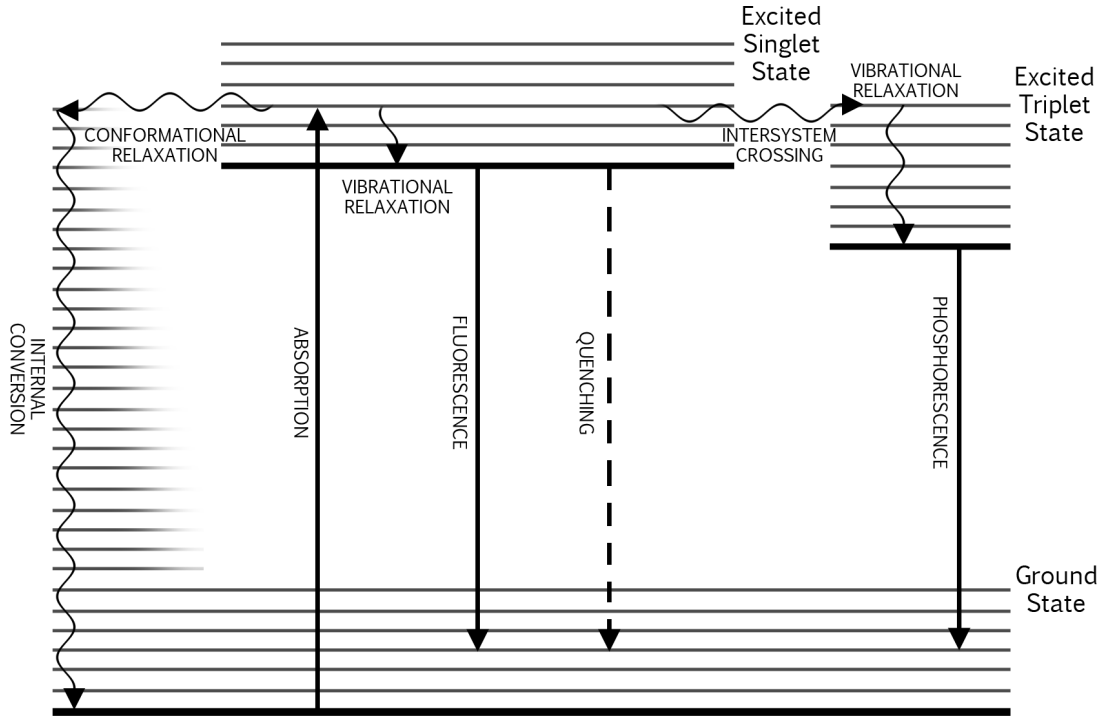 Excited
Singlet
State
VIBRATIONAL
RELAXATION
Excited
Triplet
State
CONFORMATIONAL
RELAXATION
INTERSYSTEM
CROSSING
VIBRATIONAL
RELAXATION
INTERNAL
CONVERSION
ABSORPTION
FLUORESCENCE
QUENCHING
PHOSPHORESCENCE
Ground
State